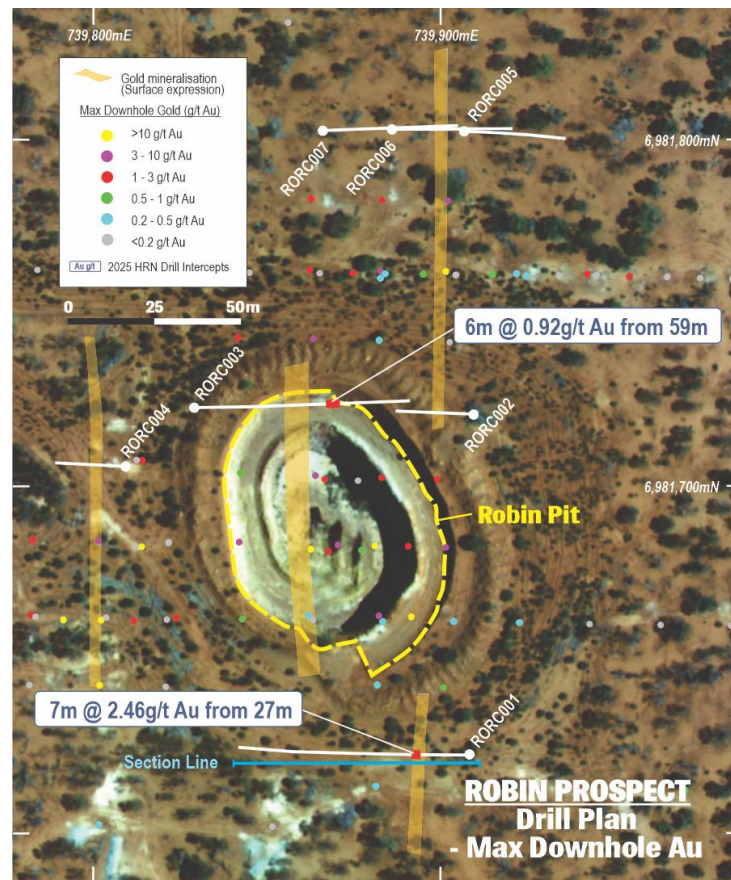 739,800mE
739,900mE
Gold mineralisation
(Surface expression)
Max Downhole Gold (g/t Au)
>10 g/t Au
3 - 10 g/t Au
1 - 3 g/t Au
0.5 - 1 g/t Au
0.2 - 0.5 g/t Au
<0.2 g/t Au
Au g/t 2025 HRN Drill Intercepts
0 25 50m
RORC007
RORC006
RORC005
6,981,800mN
6m @ 0.92g/t Au from 59m
RORC003
RORC004
RORC002
6,981,700mN
Robin Pit
7m @ 2.46g/t Au from 27m
RORC001
Section Line
ROBIN PROSPECT
Drill Plan
- Max Downhole Au